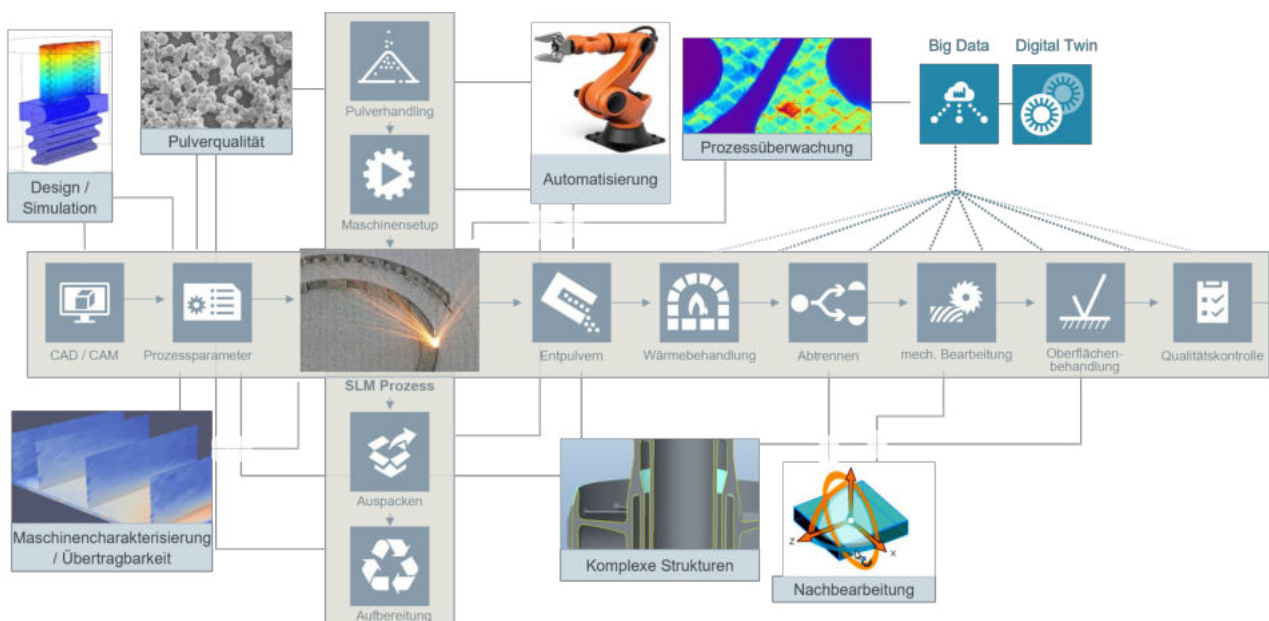 Big Data
Digital Twin
Pulverhandling
Pulverqualität
Prozessüberwachung
Design /
Simulation
Automatisierung
Maschinensetup
CAD / CAM
Prozessparameter
Entpulvern
Wärmebehandlung
Abtrennen
mech. Bearbeitung
Oberflächen-
behandlung
Qualitätskontrolle
SLM Prozess
Auspacken
Maschinencharakterisierung
/ Übertragbarkeit
Komplexe Strukturen
z
x
Nachbearbeitung
Aufbereitung